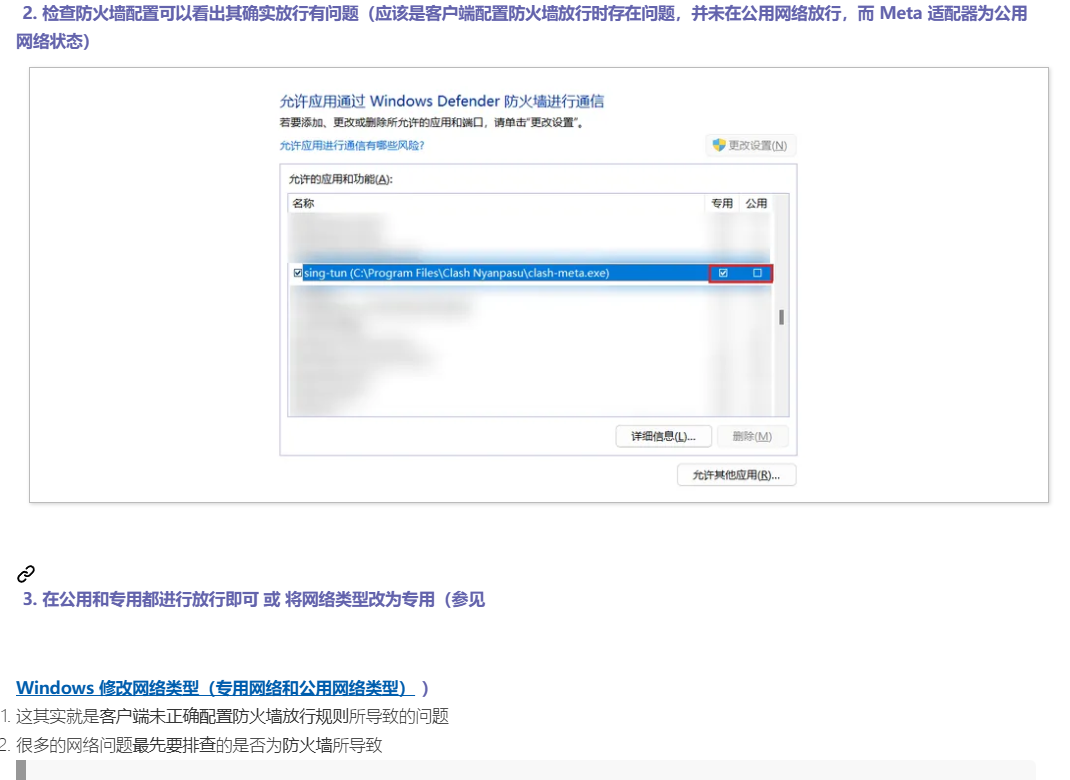 2. 检查防火墙配置可以看出其确实放行有问题（应该是客户端配置防火墙放行时存在问题，并未在公用网络放行，而 Meta 适配器为公用
网络状态）
允许应用通过 Windows Defender 防火墙进行通信
若要添加、更改或删除所允许的应用和端口，请单击"更改设置"。
允许应用进行通信有哪些风险?
更改设置(N)
允许的应用和功能(A):
名称 专用 公用
sing-tun (C:\Program Files\Clash Nyanpasu\clash-meta.exe)
详细信息(L)... 删除(M)
允许其他应用(R)...
3. 在公用和专用都进行放行即可 或 将网络类型改为专用（参见
Windows 修改网络类型（专用网络和公用网络类型） ）
1. 这其实就是客户端未正确配置防火墙放行规则所导致的问题
2. 很多的网络问题最先要排查的是否为防火墙所导致